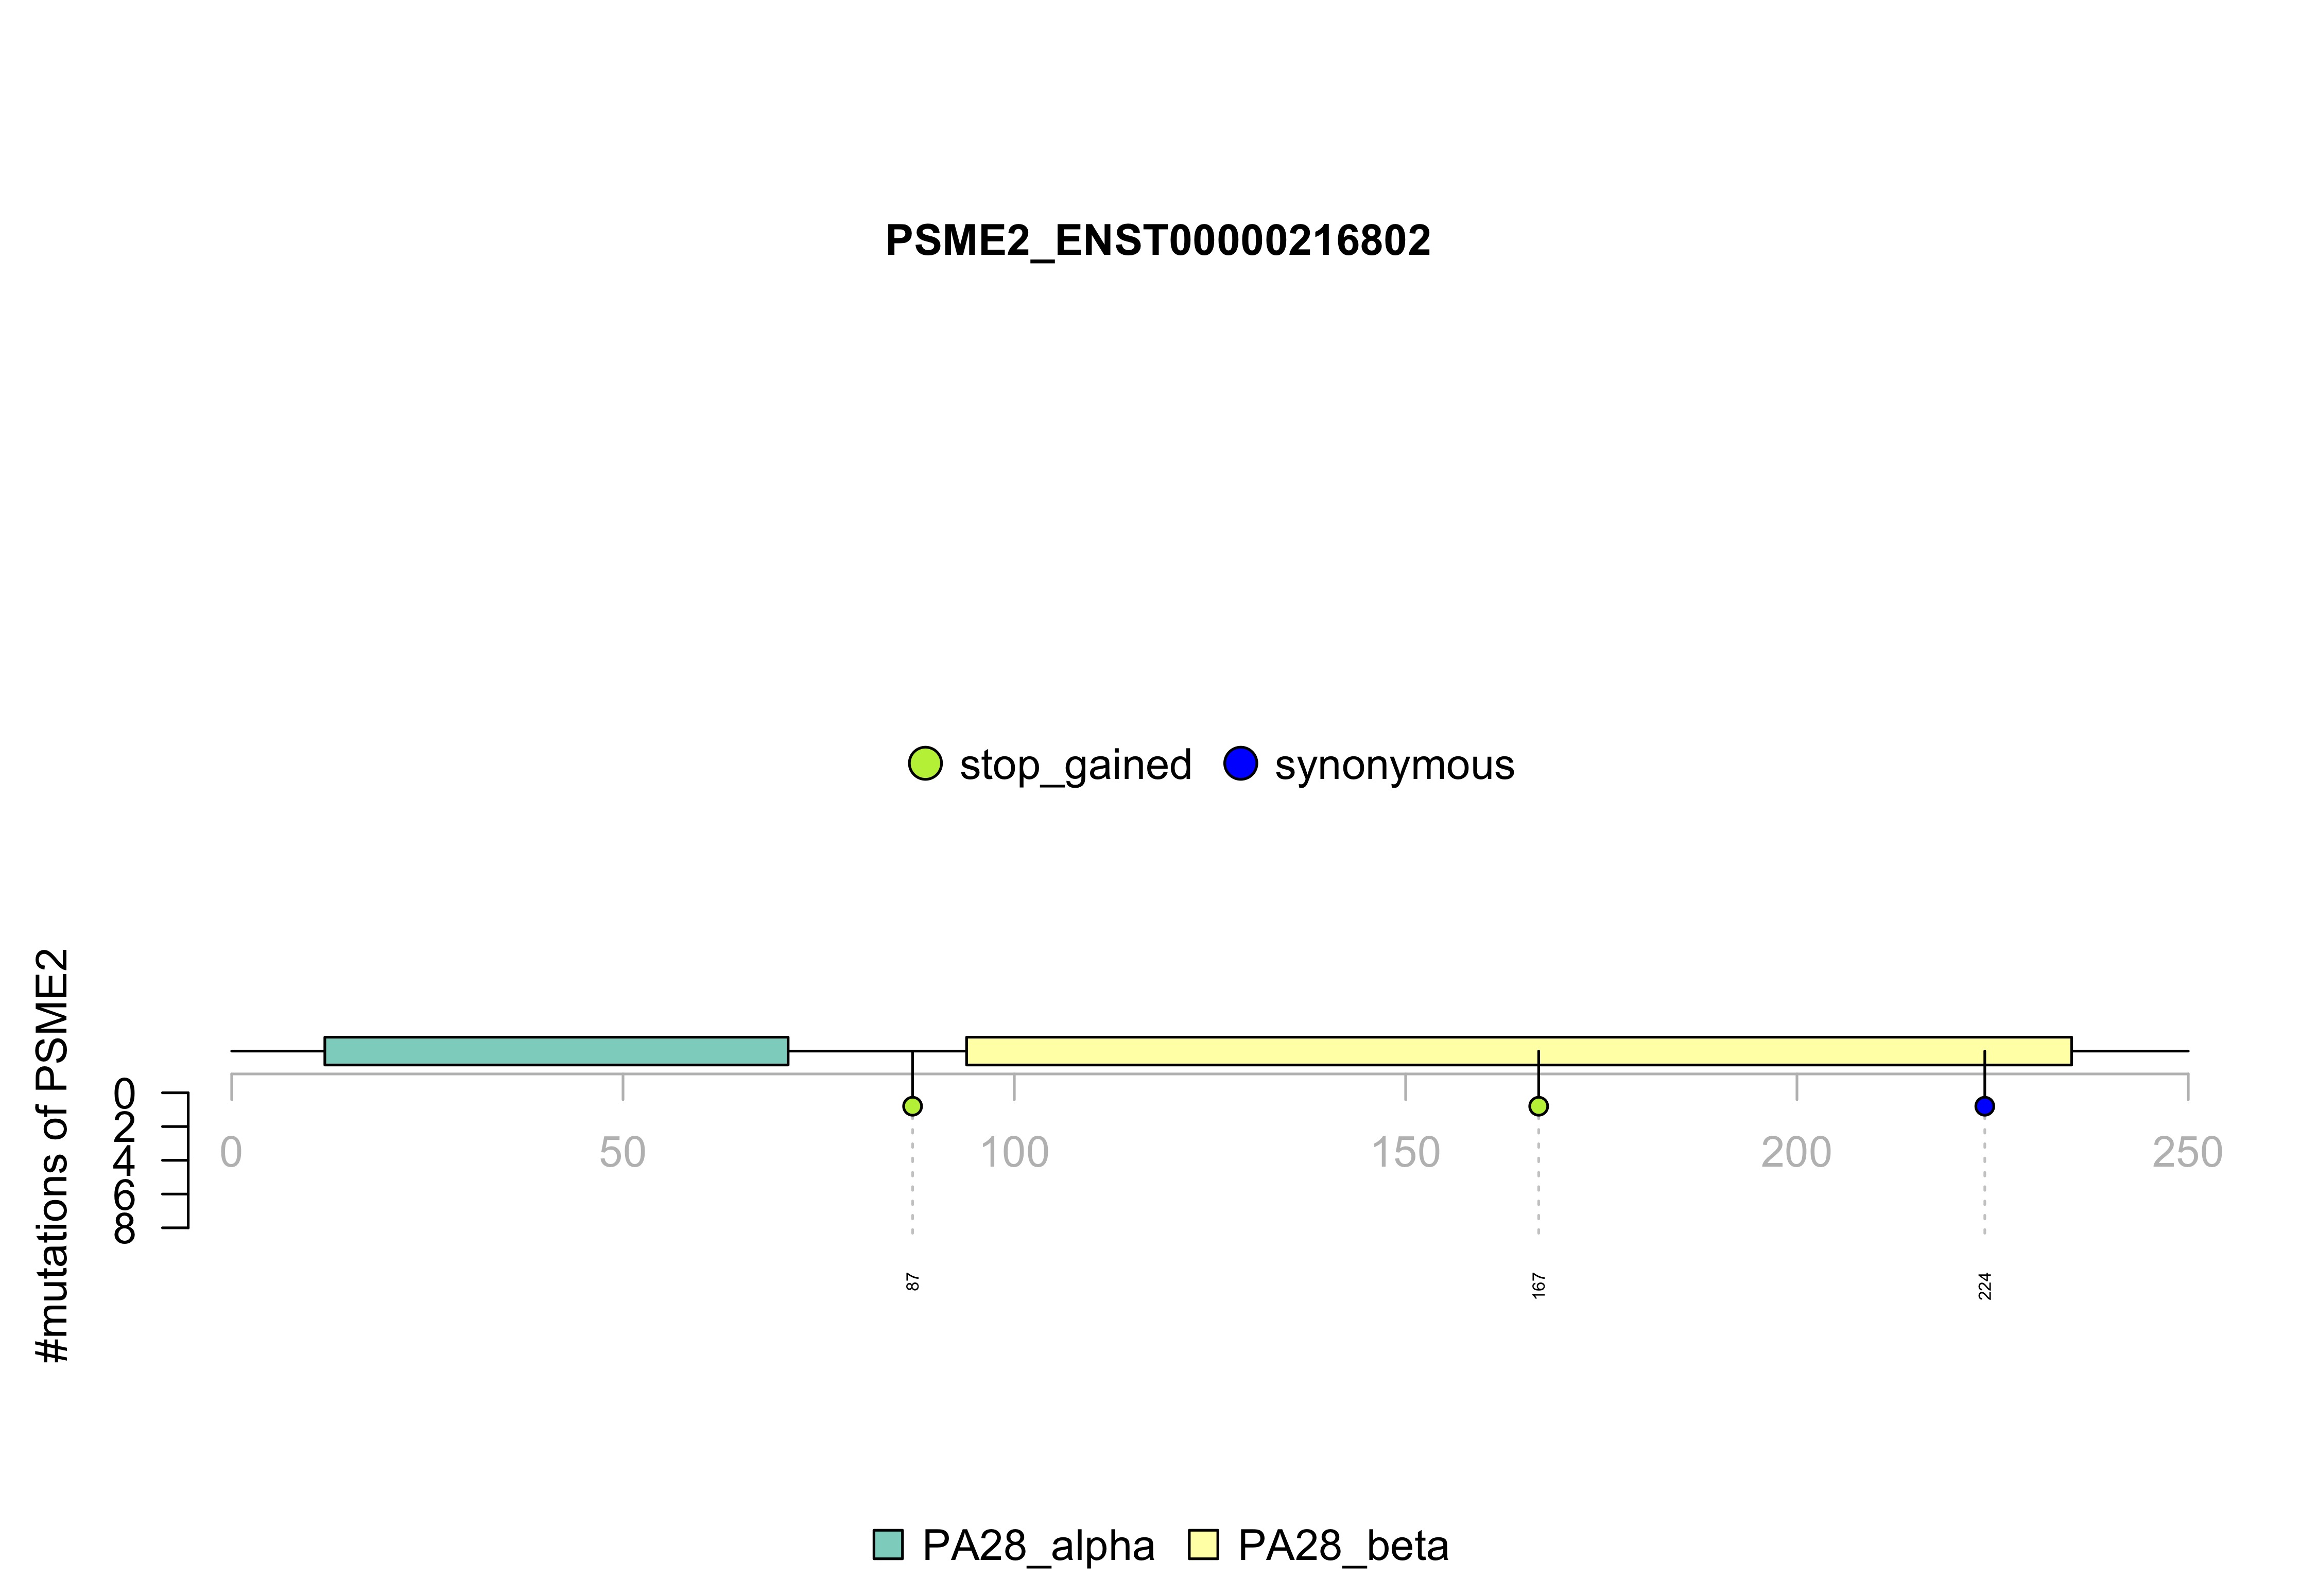 PSME2_ENST00000216802
stop_gained synonymous
#mutations of PSME2
0
2
4
6
8
0 50 100 150 200 250
87 167 224
PA28_alpha PA28_beta